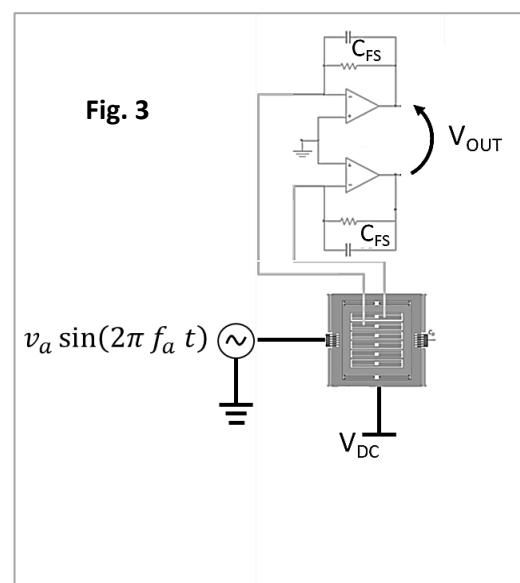 C_FS
Fig. 3
V_OUT
C_FS
v_a sin(2π f_a t)
V_DC